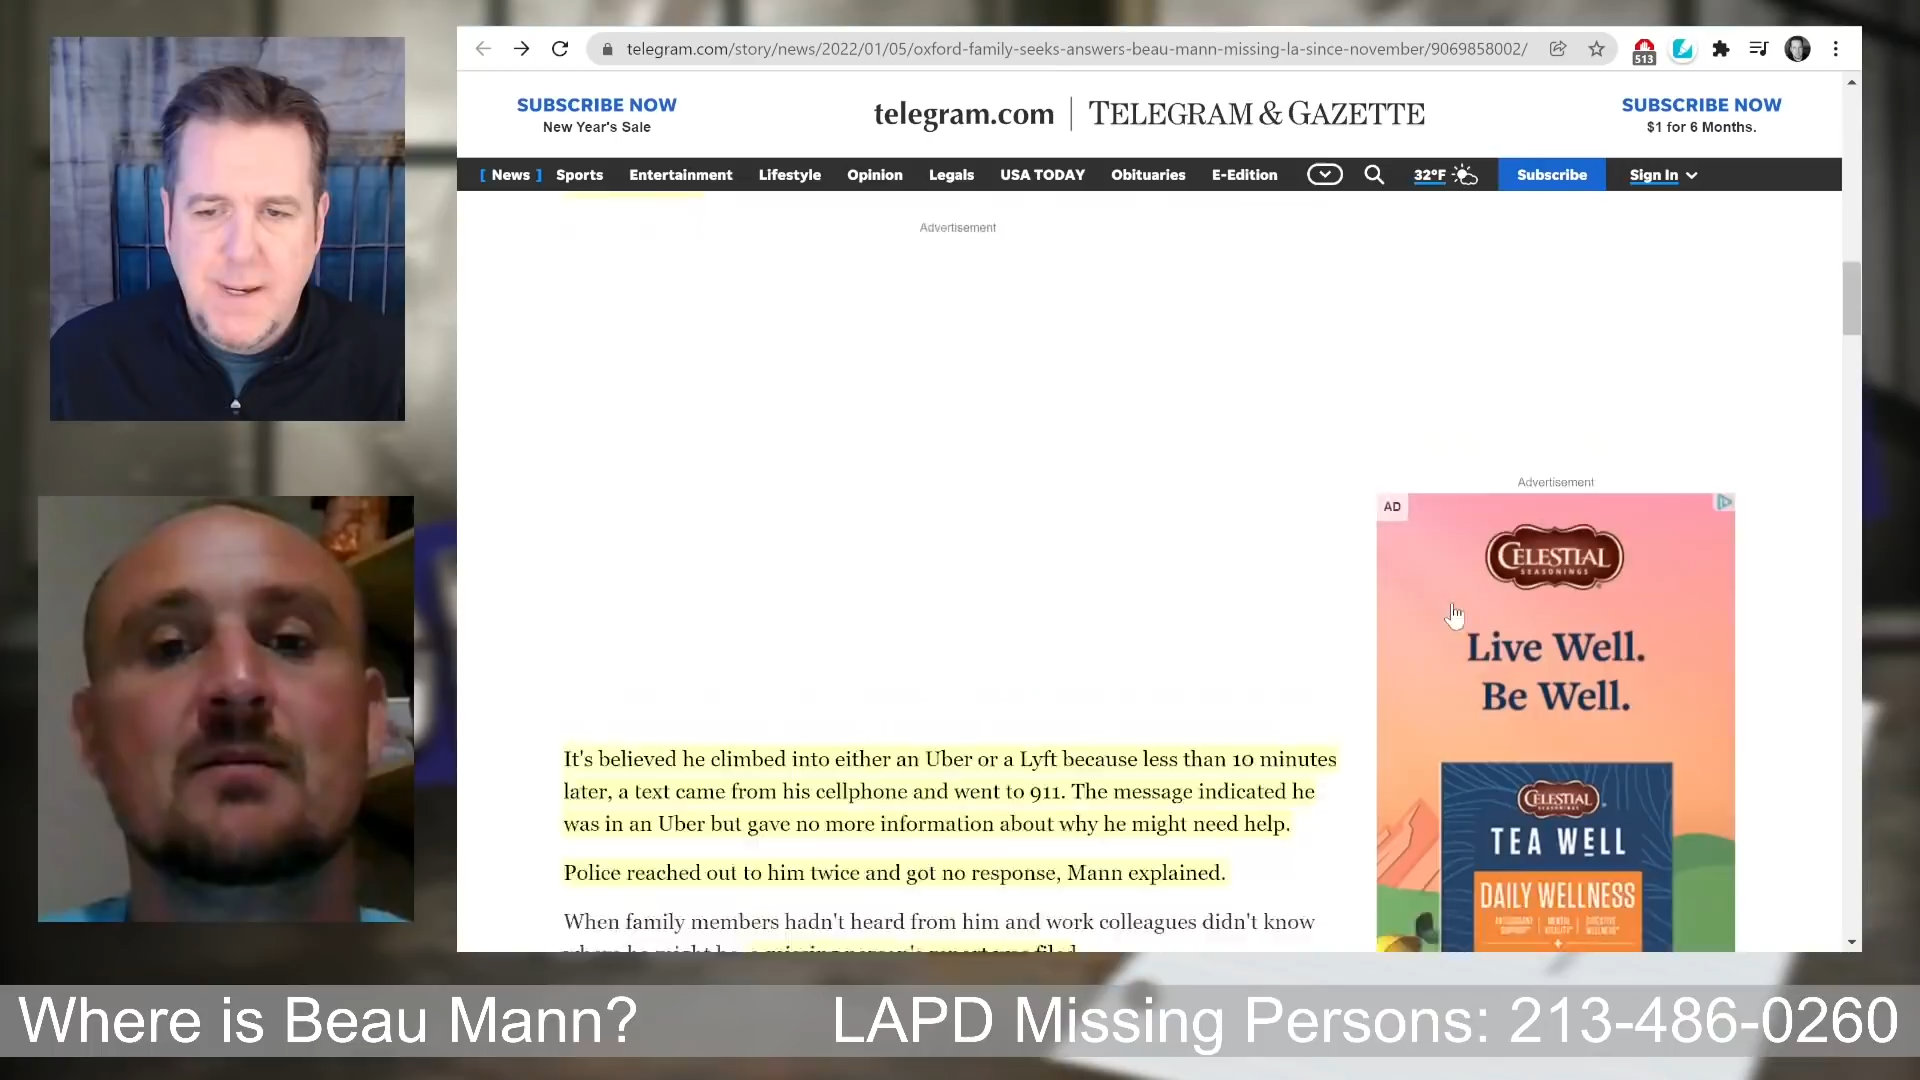 telegram.com/story/news/2022/01/05/oxford-family-seeks-answers-beau-mann-missing-la-since-november/9069858002/
513
SUBSCRIBE NOW
New Year's Sale
telegram.com | TELEGRAM & GAZETTE
SUBSCRIBE NOW
$1 for 6 Months.
[ News ] Sports Entertainment Lifestyle Opinion Legals USA TODAY Obituaries E-Edition 32°F Subscribe Sign In
Advertisement
Advertisement
AD
CELESTIAL
SEASONINGS
Live Well.
Be Well.
CELESTIAL
TEA WELL
DAILY WELLNESS
It's believed he climbed into either an Uber or a Lyft because less than 10 minutes
later, a text came from his cellphone and went to 911. The message indicated he
was in an Uber but gave no more information about why he might need help.
Police reached out to him twice and got no response, Mann explained.
When family members hadn't heard from him and work colleagues didn't know
Where is Beau Mann?
LAPD Missing Persons: 213-486-0260